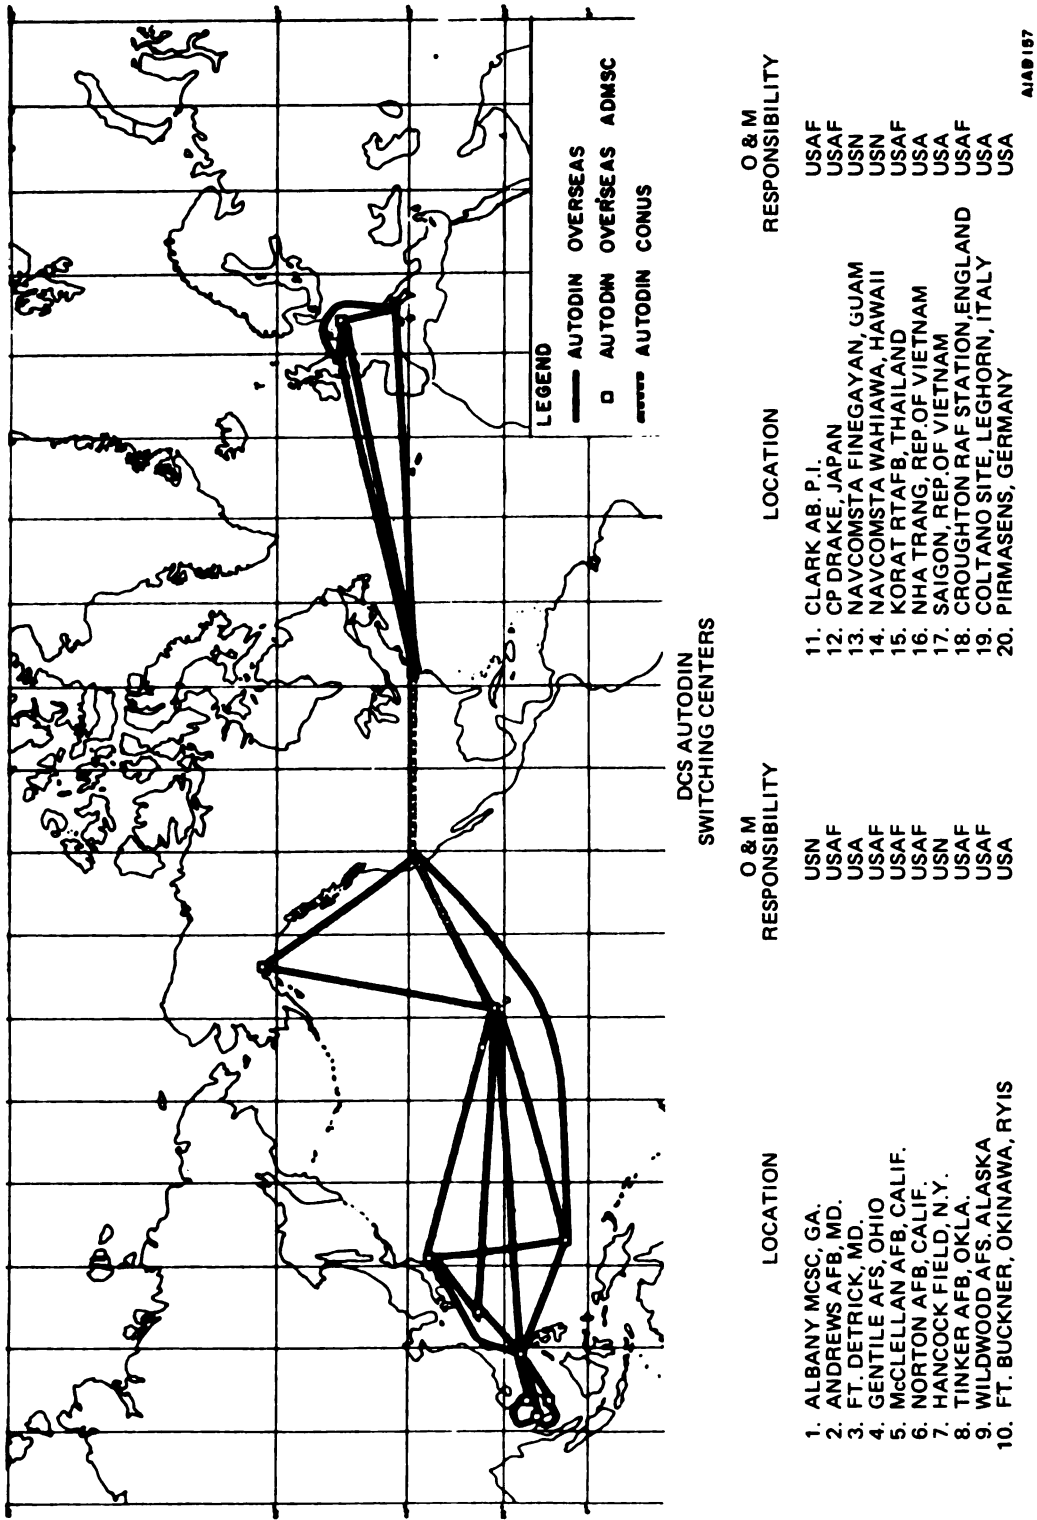 LEGEND
AUTODIN OVERSEAS
AUTODIN OVERSEAS ADMSC
AUTODIN CONUS
DCS AUTODIN
SWITCHING CENTERS
LOCATION
O & M
RESPONSIBILITY
1. ALBANY MCSC, GA. USN
2. ANDREWS AFB, MD. USAF
3. FT. DETRICK, MD. USA
4. GENTILE AFS, OHIO USAF
5. McCLELLAN AFB, CALIF. USAF
6. NORTON AFB, CALIF. USAF
7. HANCOCK FIELD, N.Y. USN
8. TINKER AFB, OKLA. USAF
9. WILDWOOD AFS. ALASKA USAF
10. FT. BUCKNER, OKINAWA, RYIS USA
LOCATION
O & M
RESPONSIBILITY
11. CLARK AB. P.I. USAF
12. CP DRAKE, JAPAN USAF
13. NAVCOMSTA FINEGAYAN, GUAM USN
14. NAVCOMSTA WAHIAWA, HAWAII USN
15. KORAT RTAFB, THAILAND USAF
16. NHA TRANG, REP.OF VIETNAM USA
17. SAIGON, REP.OF VIETNAM USA
18. CROUGHTON RAF STATION,ENGLAND USAF
19. COLTANO SITE, LEGHORN, ITALY USA
20. PIRMASENS, GERMANY USA